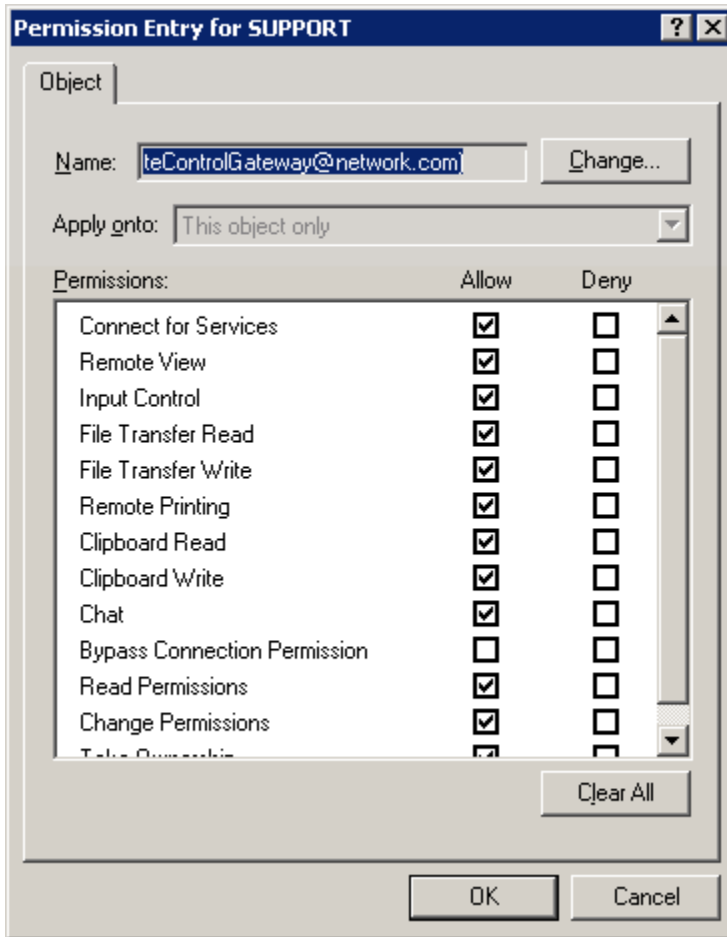 Permission Entry for SUPPORT
Object
Name: teControlGateway@network.com) Change...
Apply onto: This object only
Permissions: Allow Deny
Connect for Services
Remote View
Input Control
File Transfer Read
File Transfer Write
Remote Printing
Clipboard Read
Clipboard Write
Chat
Bypass Connection Permission
Read Permissions
Change Permissions
Take Ownership
Clear All
OK Cancel